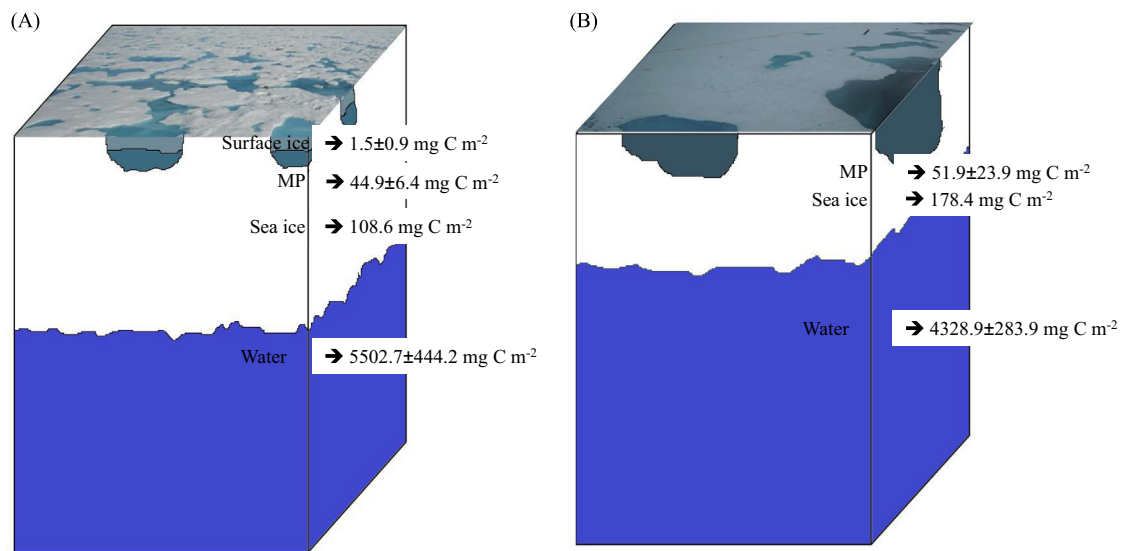 (A)
Surface ice ➔ 1.5±0.9 mg C m-2
MP ➔ 44.9±6.4 mg C m-2
Sea ice ➔ 108.6 mg C m-2
Water ➔ 5502.7±444.2 mg C m-2
(B)
MP ➔ 51.9±23.9 mg C m-2
Sea ice ➔ 178.4 mg C m-2
Water ➔ 4328.9±283.9 mg C m-2